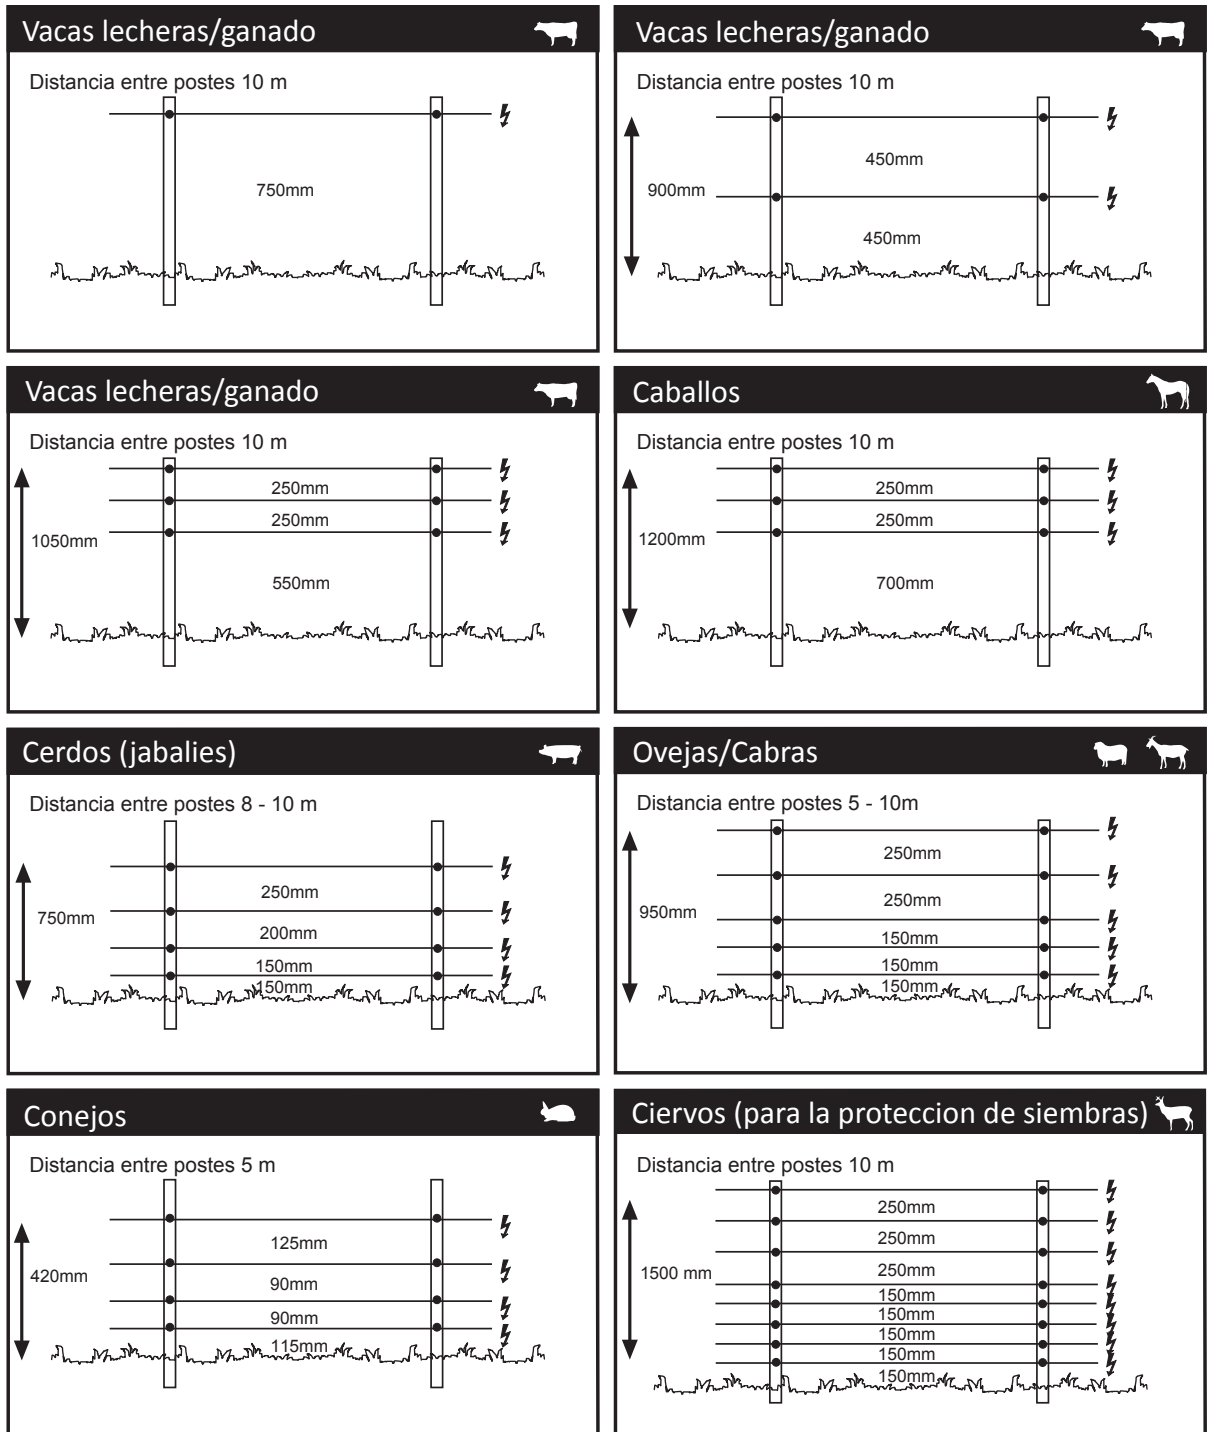 Vacas lecheras/ganado
Distancia entre postes 10 m
750mm
Vacas lecheras/ganado
Distancia entre postes 10 m
450mm
900mm
450mm
Vacas lecheras/ganado
Distancia entre postes 10 m
250mm
250mm
1050mm
550mm
Caballos
Distancia entre postes 10 m
250mm
250mm
1200mm
700mm
Cerdos (jabalies)
Distancia entre postes 8 - 10 m
250mm
750mm
200mm
150mm
150mm
Ovejas/Cabras
Distancia entre postes 5 - 10m
250mm
250mm
950mm
150mm
150mm
150mm
Conejos
Distancia entre postes 5 m
125mm
420mm
90mm
90mm
115mm
Ciervos (para la proteccion de siembras)
Distancia entre postes 10 m
250mm
250mm
250mm
1500 mm
150mm
150mm
150mm
150mm
150mm